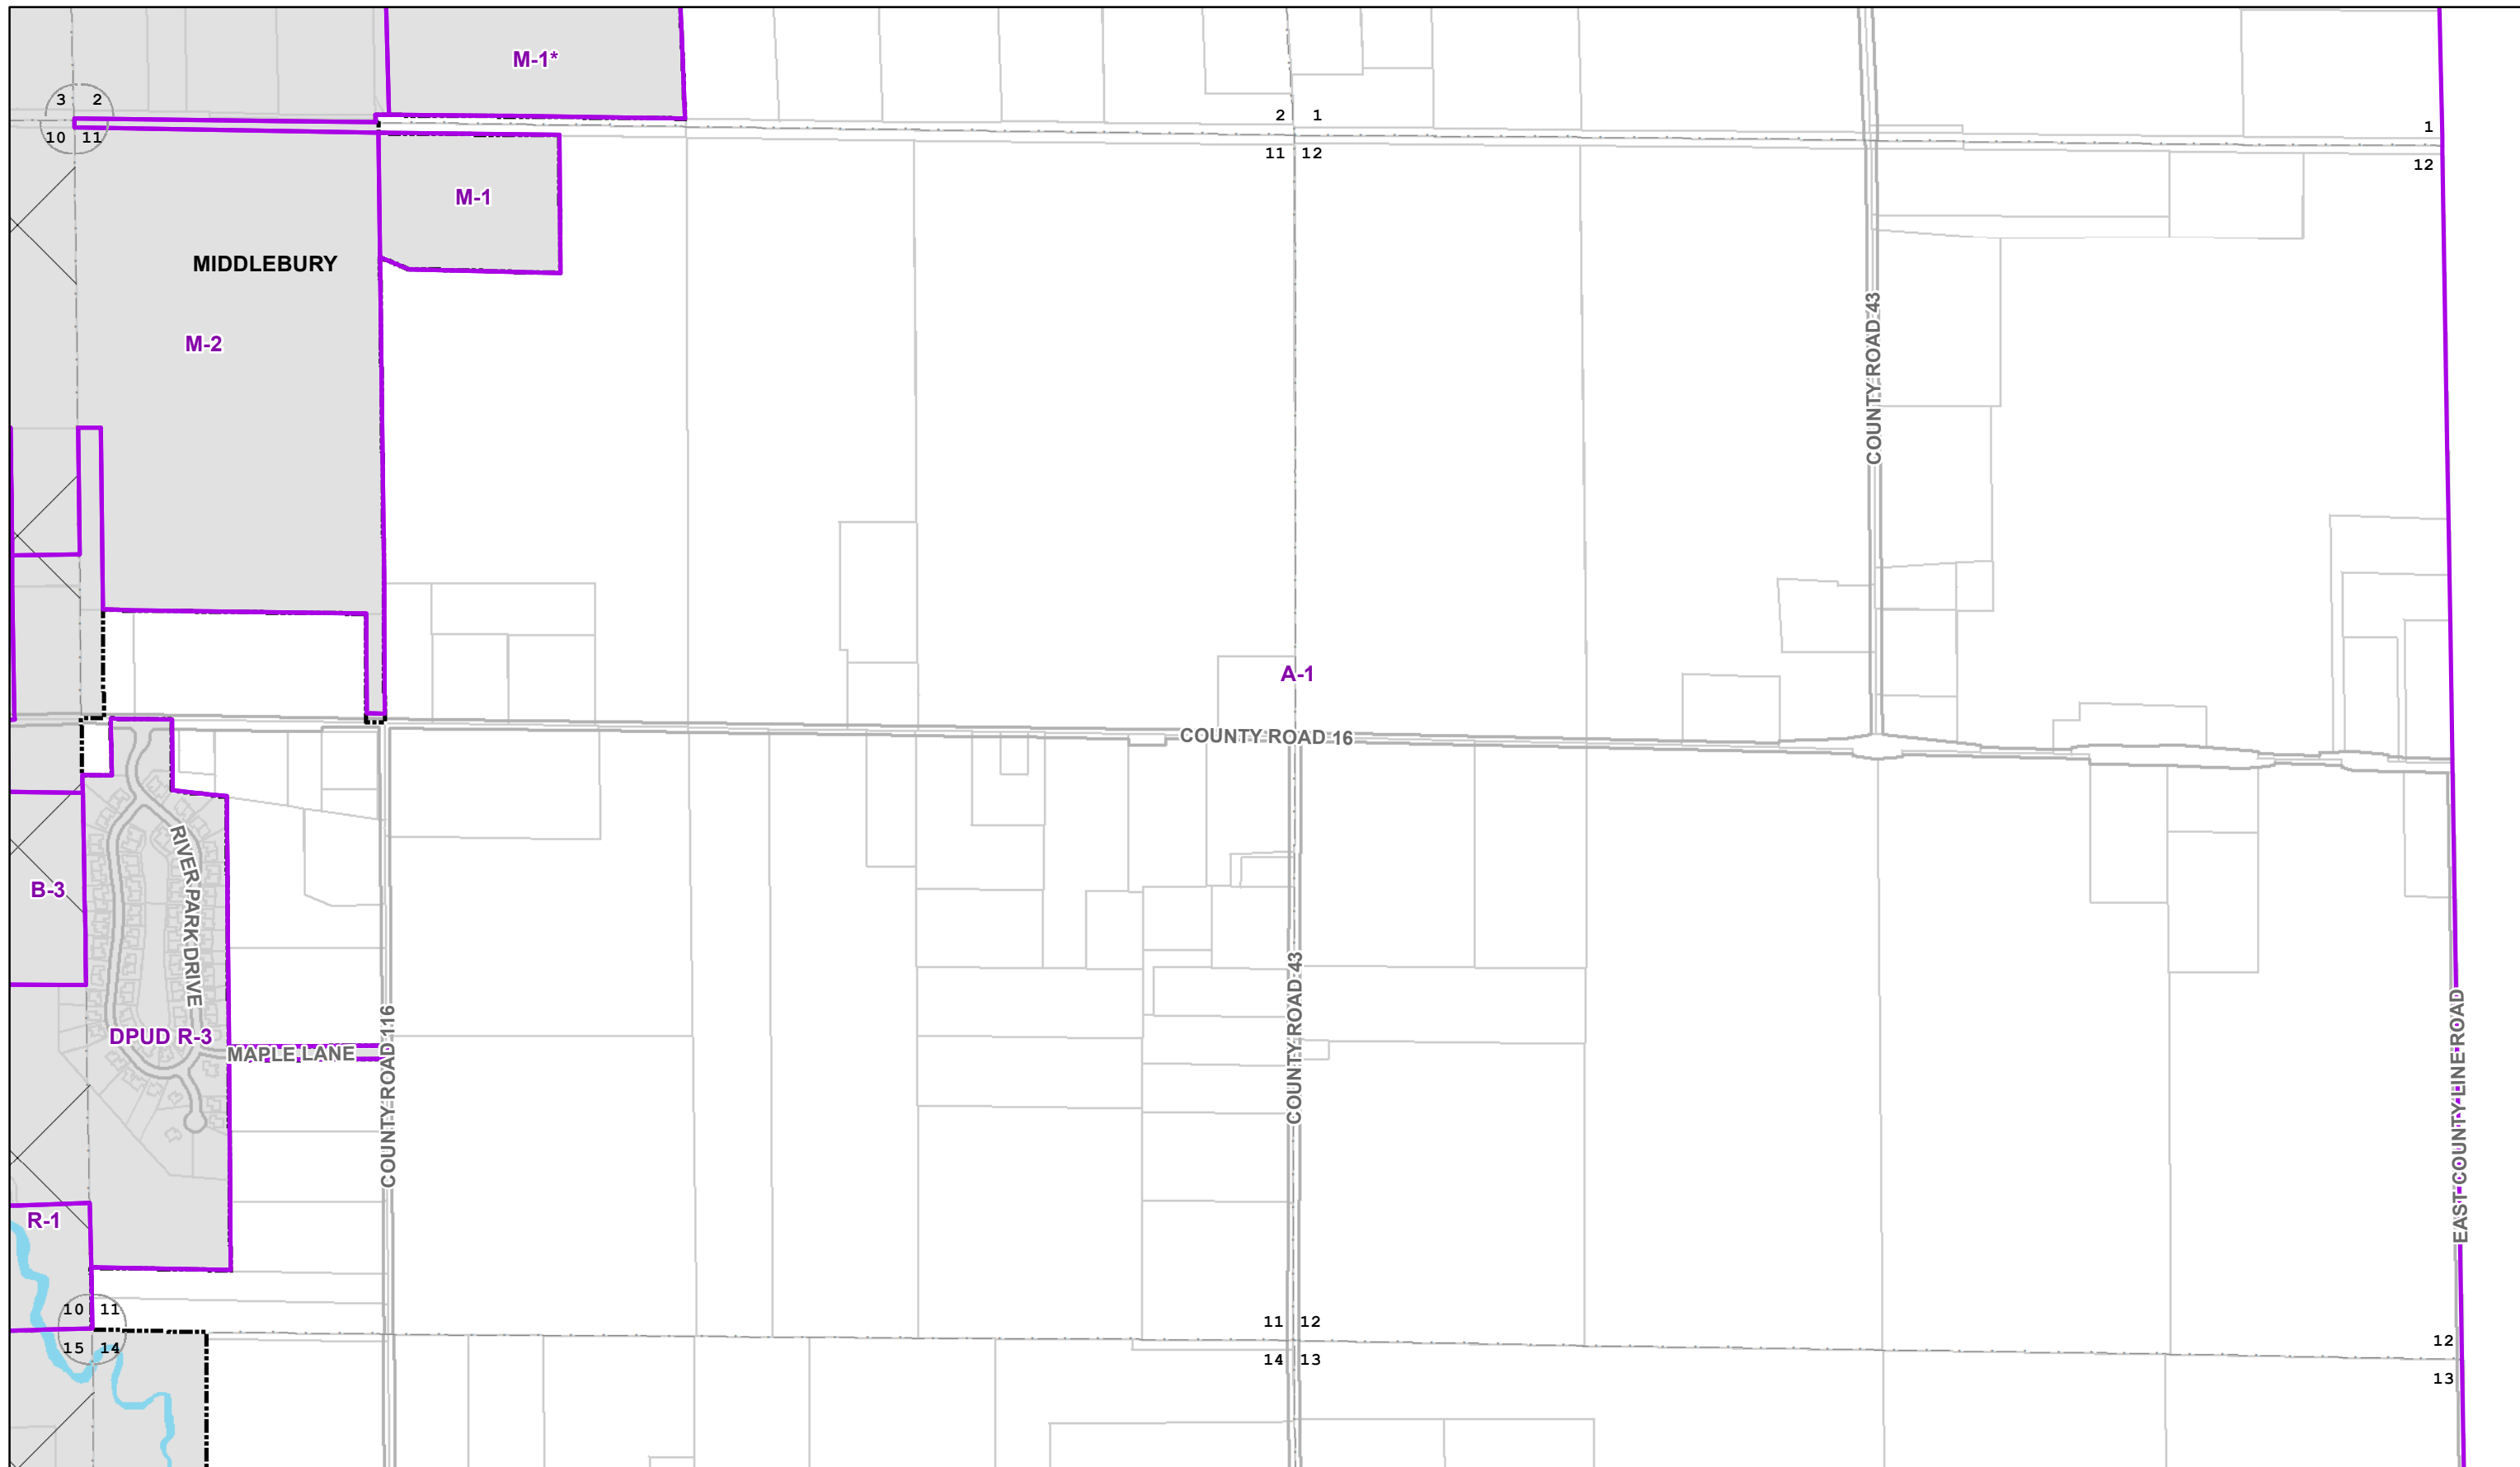 M-1*
3 2
10 11
2 1
11 12
1
12
M-1
MIDDLEBURY
M-2
COUNTY ROAD 43
A-1
COUNTY ROAD 16
RIVER PARK DRIVE
B-3
DPUD R-3
MAPLE LANE
COUNTY ROAD 116
COUNTY ROAD 43
EAST COUNTY LINE ROAD
R-1
10 11
15 14
11 12
14 13
12
13